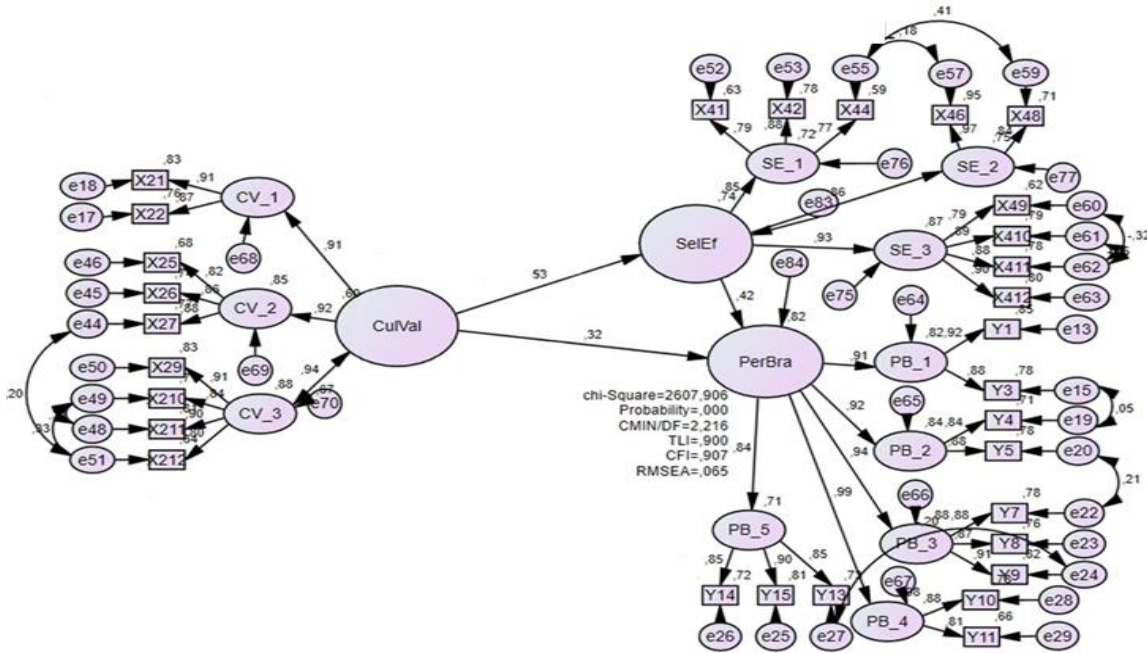 ,41
,18
e52
e53
e55
e57
e59
,63
,78
,59
,95
,71
X41
X42
X44
X46
X48
,79
,88
,72
,77
,97
,75
,84
SE_1
e76
SE_2
e77
,83
e18
X21
,91
,76
,87
CV_1
e17
X22
e68
,85
,74
e83
,86
,62
,79
X49
e60
,87
,89
,79
SelEf
,93
SE_3
X410
e61
-,32
,88
,78
X411
e62
,90
,80
X412
e63
e75
,91
,68
e46
X25
,82
,85
e45
X26
,86
CV_2
,92
e44
X27
,88
e69
CulVal
,53
e84
,42
e64
,82
,32
,82,92
,85
Y1
e13
PerBra
,91
PB_1
,88
,78
Y3
e15
,83
e50
X29
,91
,94
,88
e49
X210
,84
CV_3
e70
,20
e48
X211
,90
,80
e51
X212
,64
,83
chi-Square=2607,906
Probability=,000
CMIN/DF=2,216
TLI=,900
CFI=,907
RMSEA=,065
,92
e65
,71
,05
,84,84
Y4
e19
PB_2
,88
,78
Y5
e20
,84
,94
,21
,99
e66
,78
,88,88
Y7
e22
,20
,76
PB_3
,87
Y8
e23
,91
,82
Y9
e24
,71
PB_5
,85
,90
,85
,72
,81
Y14
Y15
Y13
e26
e25
e27
e67
,88
Y10
e28
PB_4
,81
,66
Y11
e29